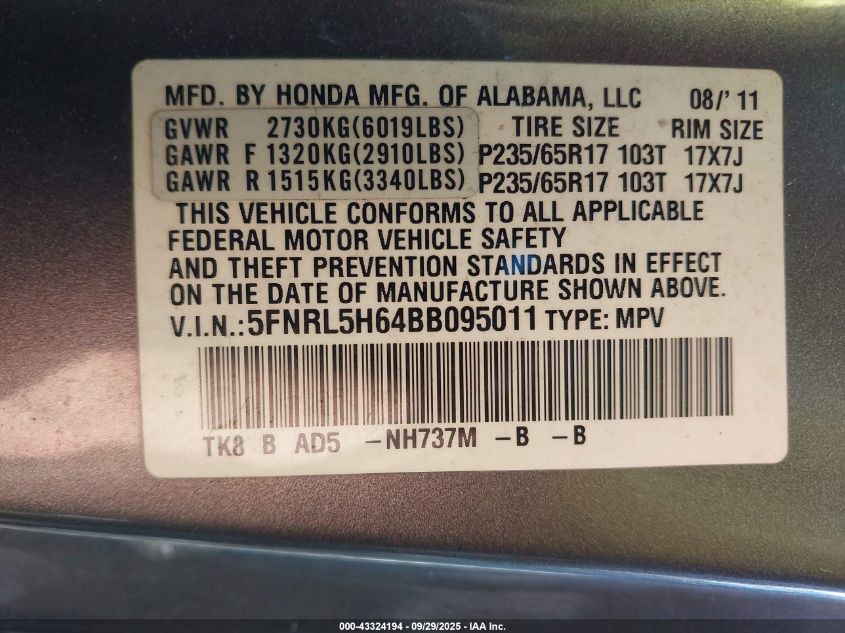 MFD. BY HONDA MFG. OF ALABAMA, LLC 08/'11
GVWR 2730KG(6019LBS) TIRE SIZE RIM SIZE
GAWR F 1320KG(2910LBS) P235/65R17 103T 17X7J
GAWR R 1515KG(3340LBS) P235/65R17 103T 17X7J
THIS VEHICLE CONFORMS TO ALL APPLICABLE
FEDERAL MOTOR VEHICLE SAFETY
AND THEFT PREVENTION STANDARDS IN EFFECT
ON THE DATE OF MANUFACTURE SHOWN ABOVE.
V.I.N.:5FNRL5H64BB095011 TYPE: MPV
TK8 B AD5 -NH737M -B -B
000-43324194 - 09/29/2025 - IAA Inc.